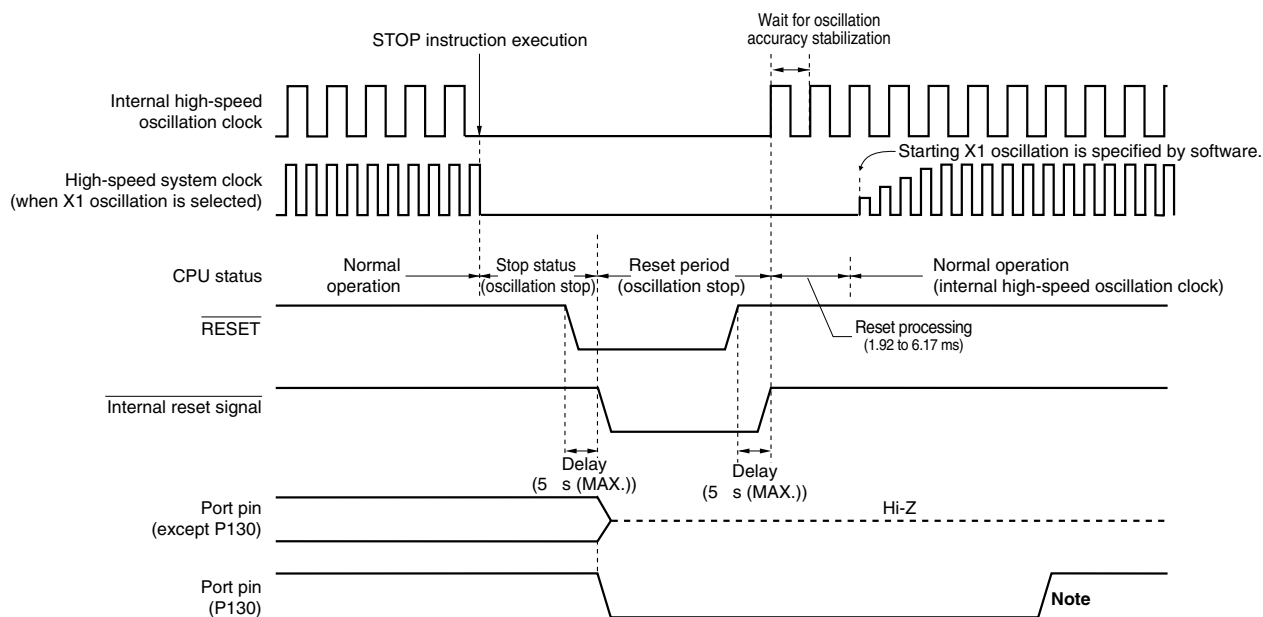 Wait for oscillation
accuracy stabilization
STOP instruction execution
Internal high-speed
oscillation clock
Starting X1 oscillation is specified by software.
High-speed system clock
(when X1 oscillation is selected)
CPU status
Normal
operation
Stop status
(oscillation stop)
Reset period
(oscillation stop)
Normal operation
(internal high-speed oscillation clock)
RESET
Reset processing
(1.92 to 6.17 ms)
Internal reset signal
Delay
(5 s (MAX.))
Delay
(5 s (MAX.))
Port pin
(except P130)
Hi-Z
Port pin
(P130)
Note